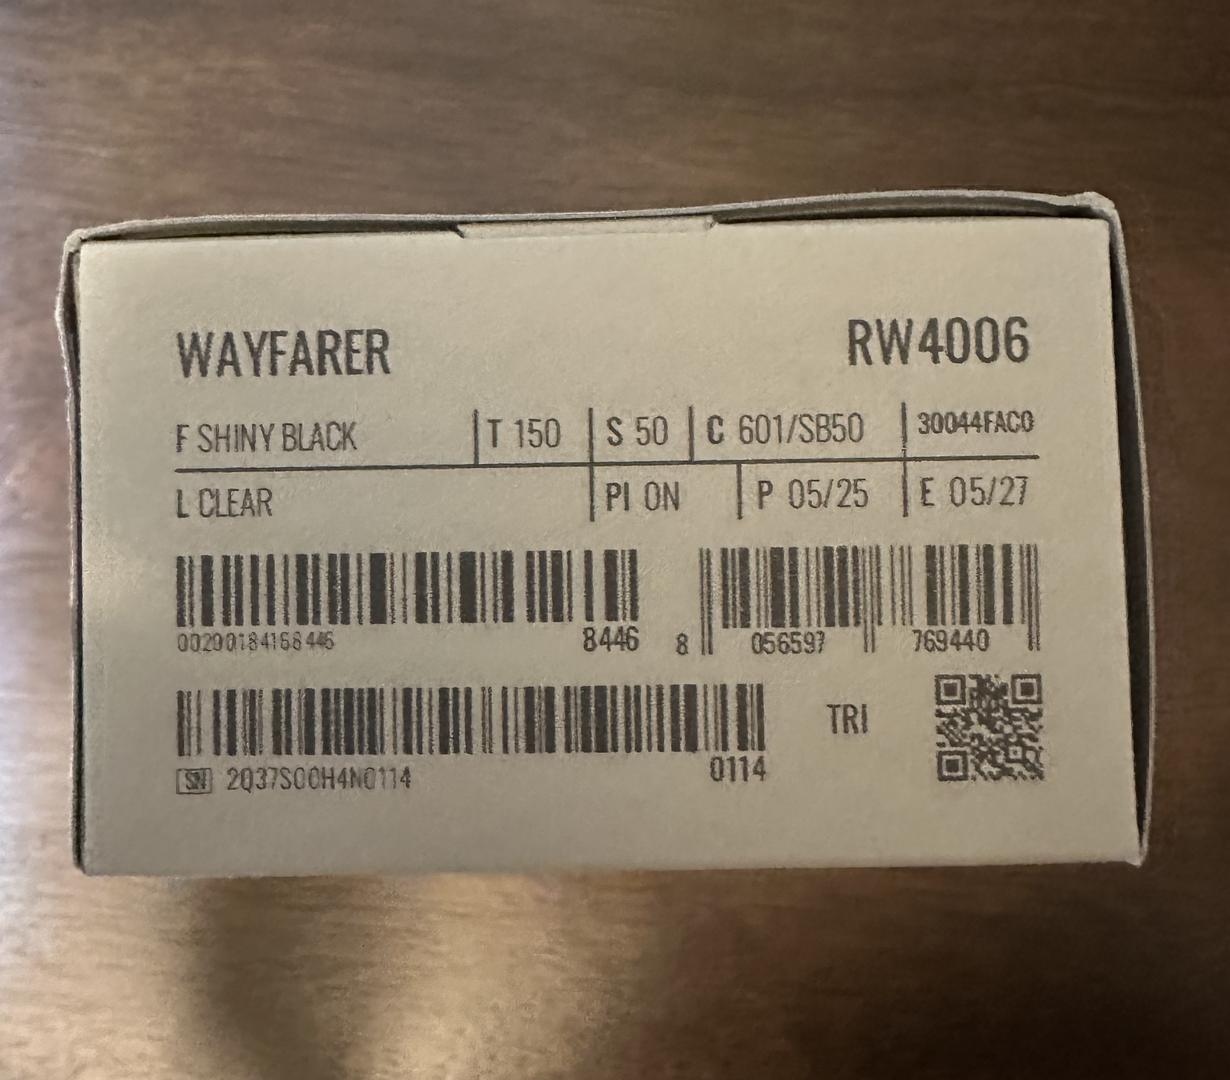 WAYFARER RW4006
F SHINY BLACK T 150 S 50 C 601/SB50 30044FACO
L CLEAR PI ON P 05/25 E 05/27
00290184168446 8446 8 056597 769440
TRI
SN 2Q37S00H4N0114 0114